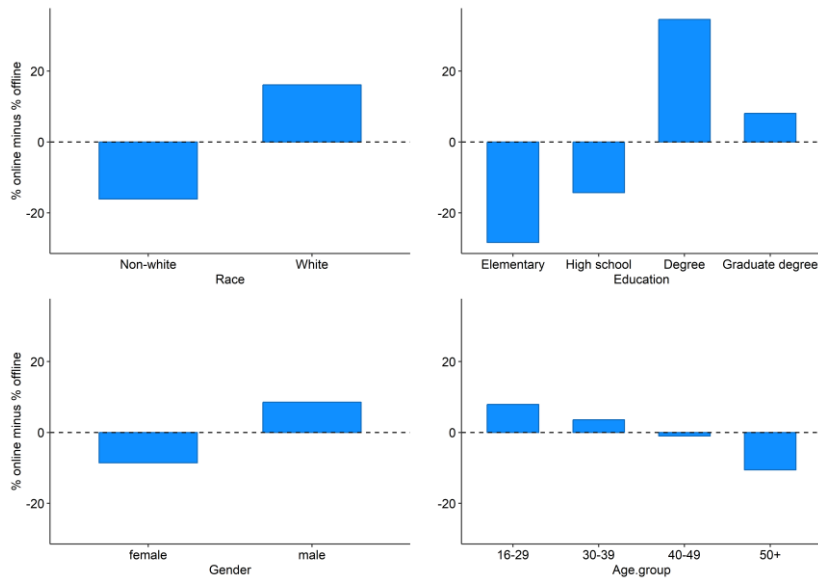 % online minus % offline
20
0
-20
Non-white White
Race
20
0
-20
Elementary High school Degree Graduate degree
Education
% online minus % offline
20
0
-20
female male
Gender
20
0
-20
16-29 30-39 40-49 50+
Age.group